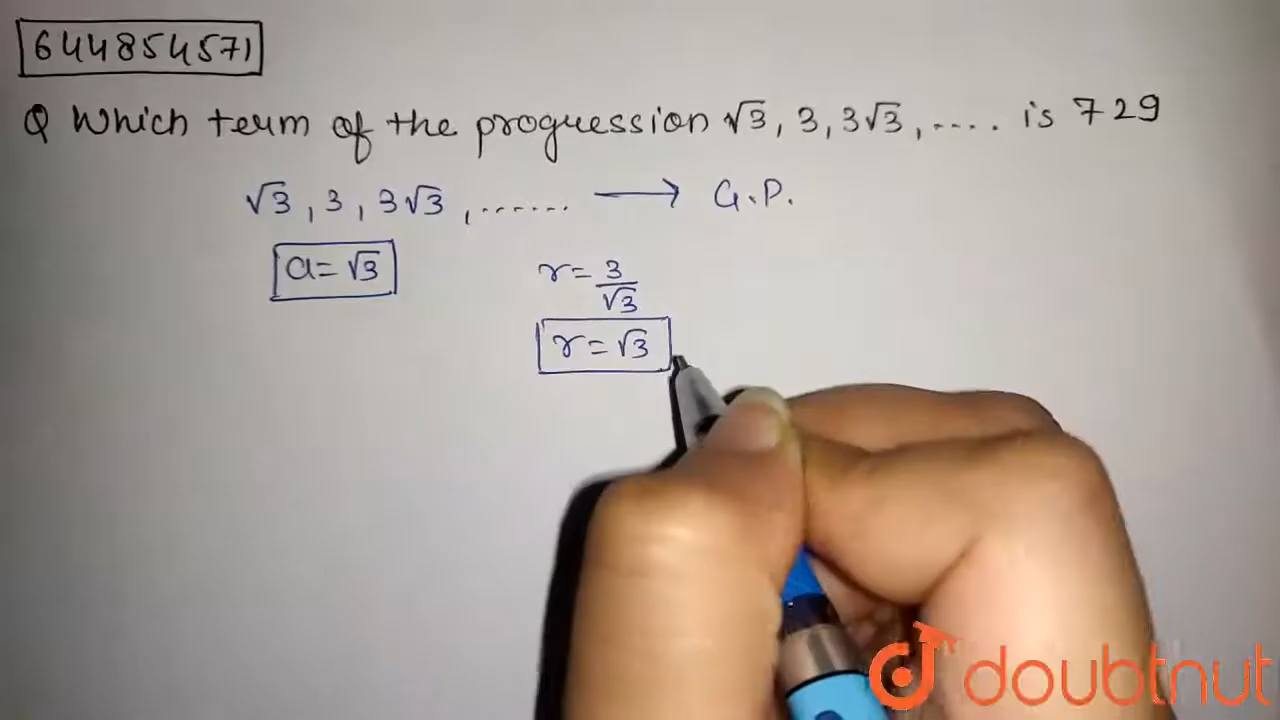 644854571
Q Which term of the progression √3, 3, 3√3, .... is 729
√3, 3, 3√3, ....... ⟶ G.P.
a = √3
r = 3/√3
r = √3
doubtnut